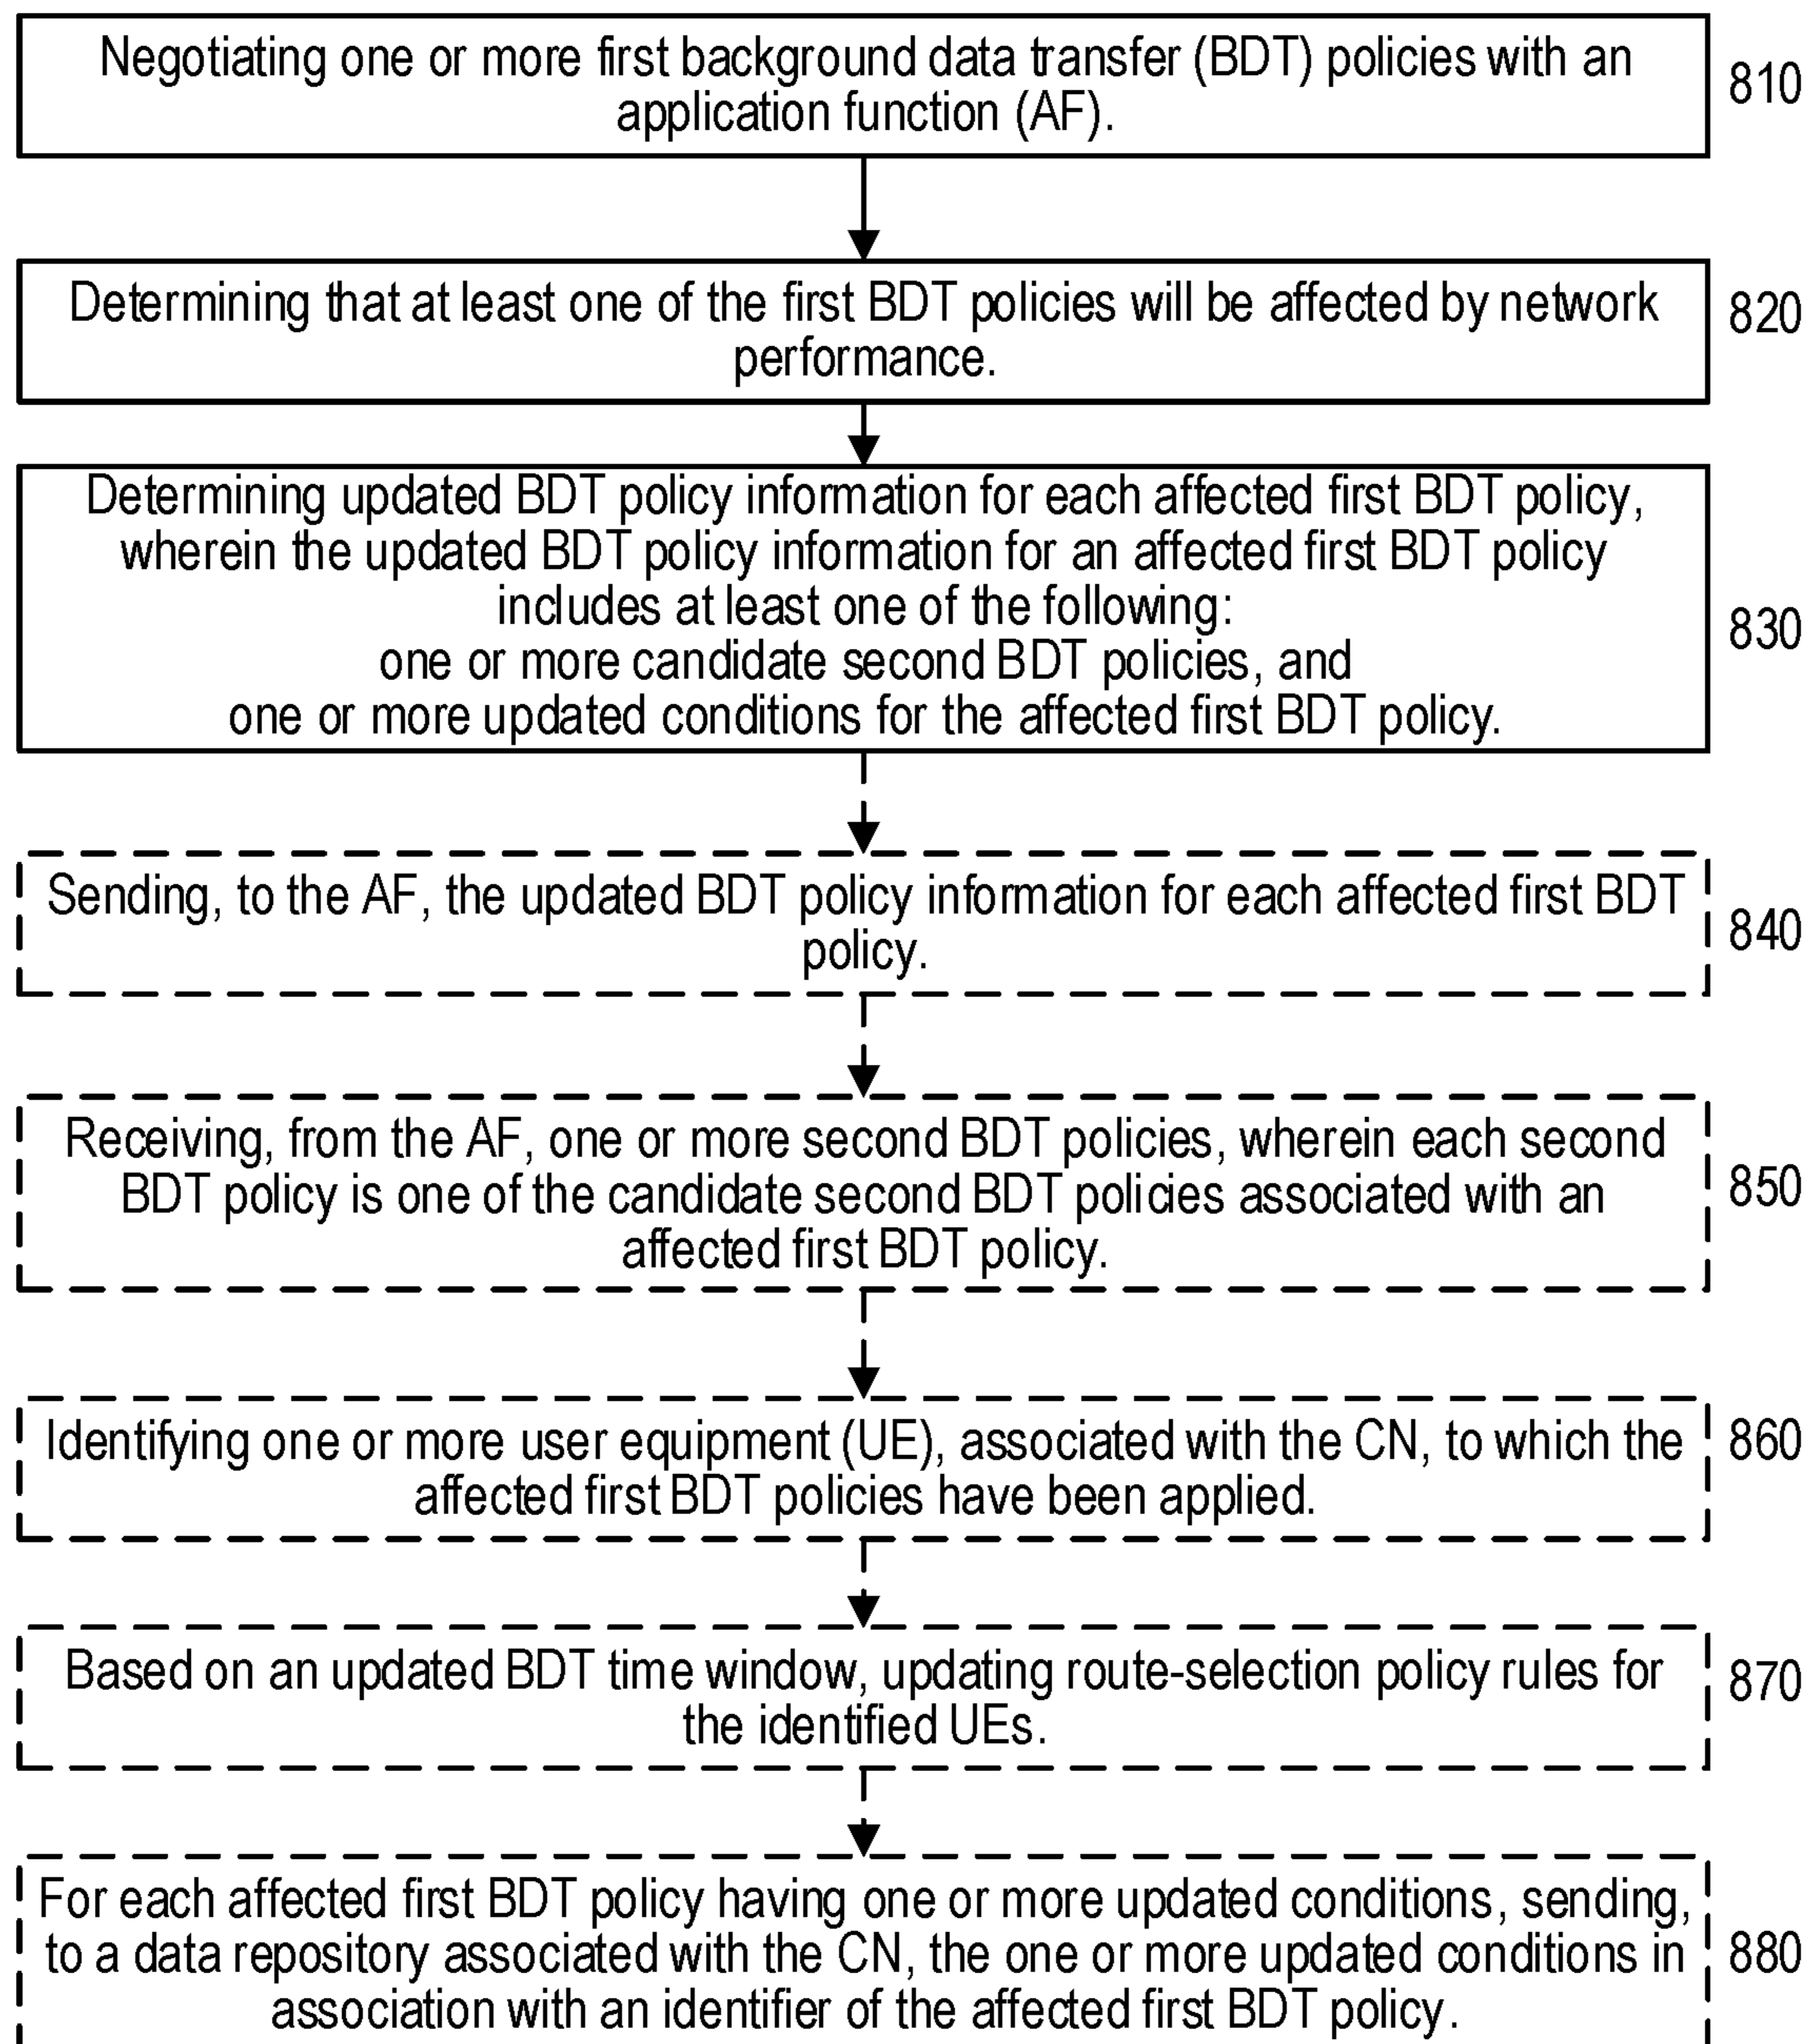 Negotiating one or more first background data transfer (BDT) policies with an
application function (AF).
810
Determining that at least one of the first BDT policies will be affected by network
performance.
820
Determining updated BDT policy information for each affected first BDT policy,
wherein the updated BDT policy information for an affected first BDT policy
includes at least one of the following:
one or more candidate second BDT policies, and
one or more updated conditions for the affected first BDT policy.
830
Sending, to the AF, the updated BDT policy information for each affected first BDT
policy.
840
Receiving, from the AF, one or more second BDT policies, wherein each second
BDT policy is one of the candidate second BDT policies associated with an
affected first BDT policy.
850
Identifying one or more user equipment (UE), associated with the CN, to which the
affected first BDT policies have been applied.
860
Based on an updated BDT time window, updating route-selection policy rules for
the identified UEs.
870
For each affected first BDT policy having one or more updated conditions, sending,
to a data repository associated with the CN, the one or more updated conditions in
association with an identifier of the affected first BDT policy.
880